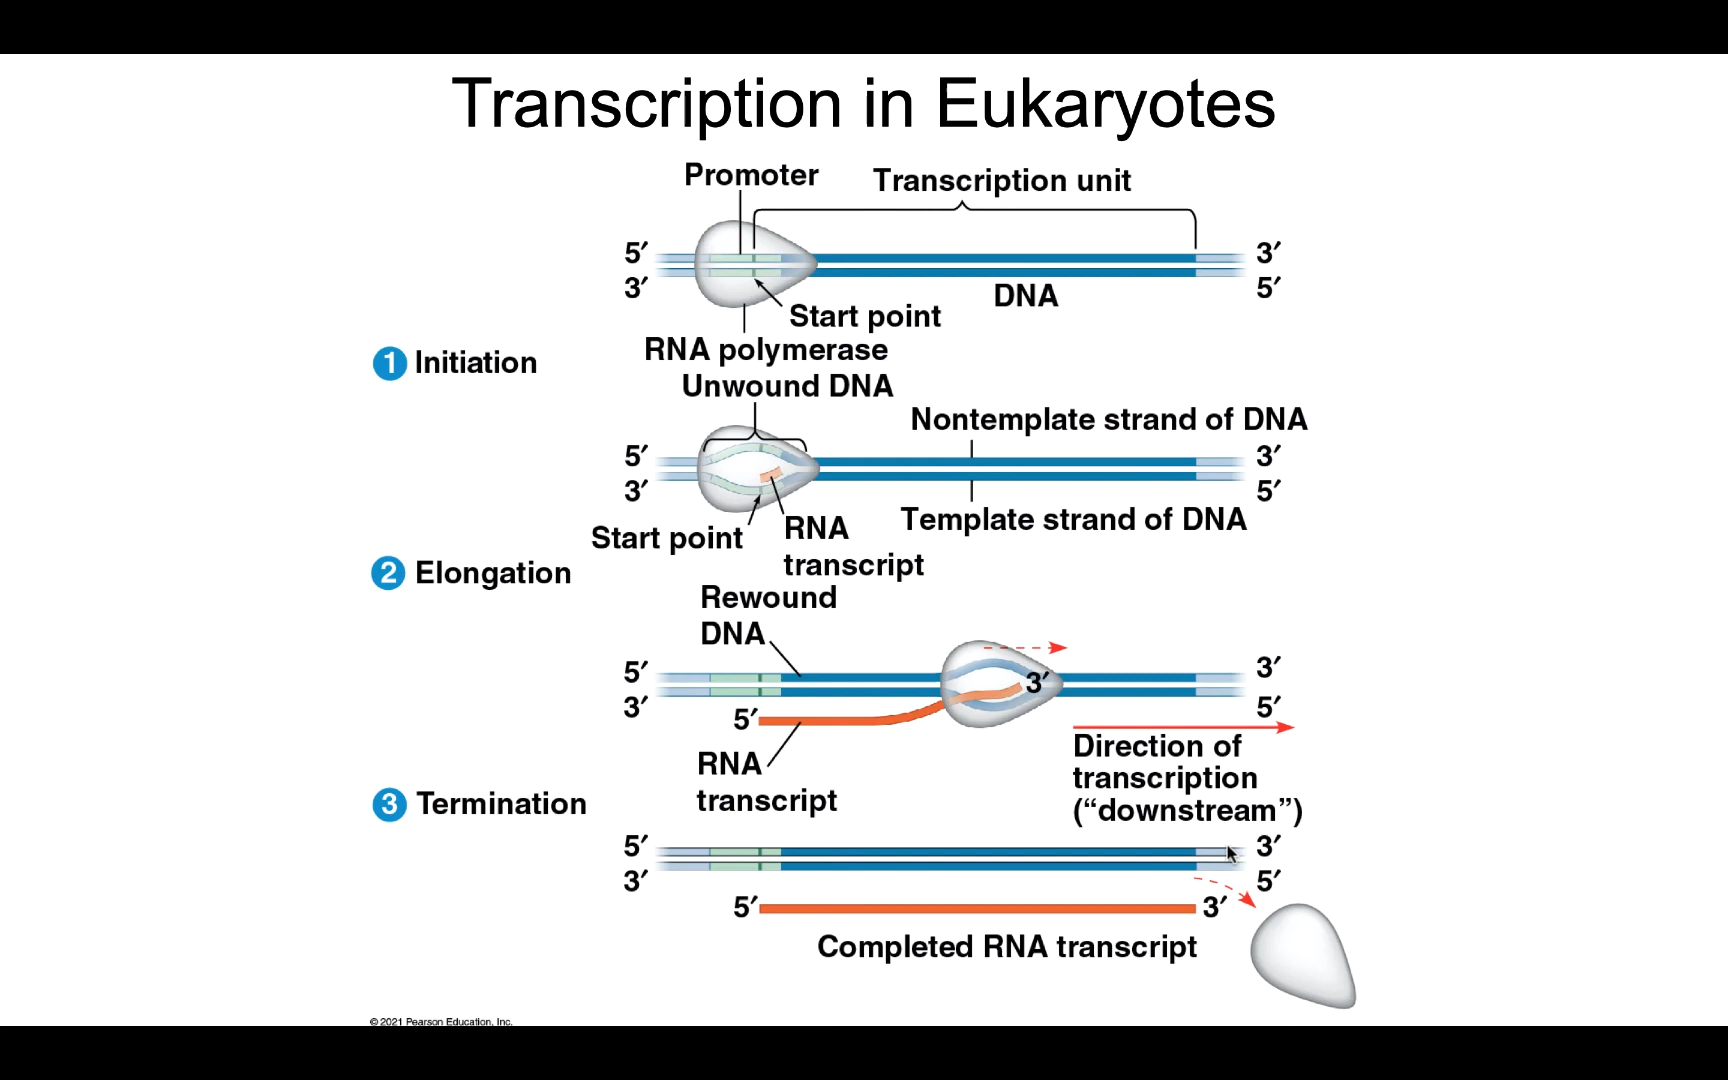 Transcription in Eukaryotes
Promoter
Transcription unit
5′
3′
3′
5′
DNA
Start point
RNA polymerase
1 Initiation
Unwound DNA
Nontemplate strand of DNA
5′
3′
3′
5′
Template strand of DNA
Start point
RNA
transcript
2 Elongation
Rewound
DNA
5′
3′
3′
3′
5′
5′
RNA
transcript
Direction of
transcription
(“downstream”)
3 Termination
5′
3′
3′
5′
5′
3′
Completed RNA transcript
© 2021 Pearson Education, Inc.